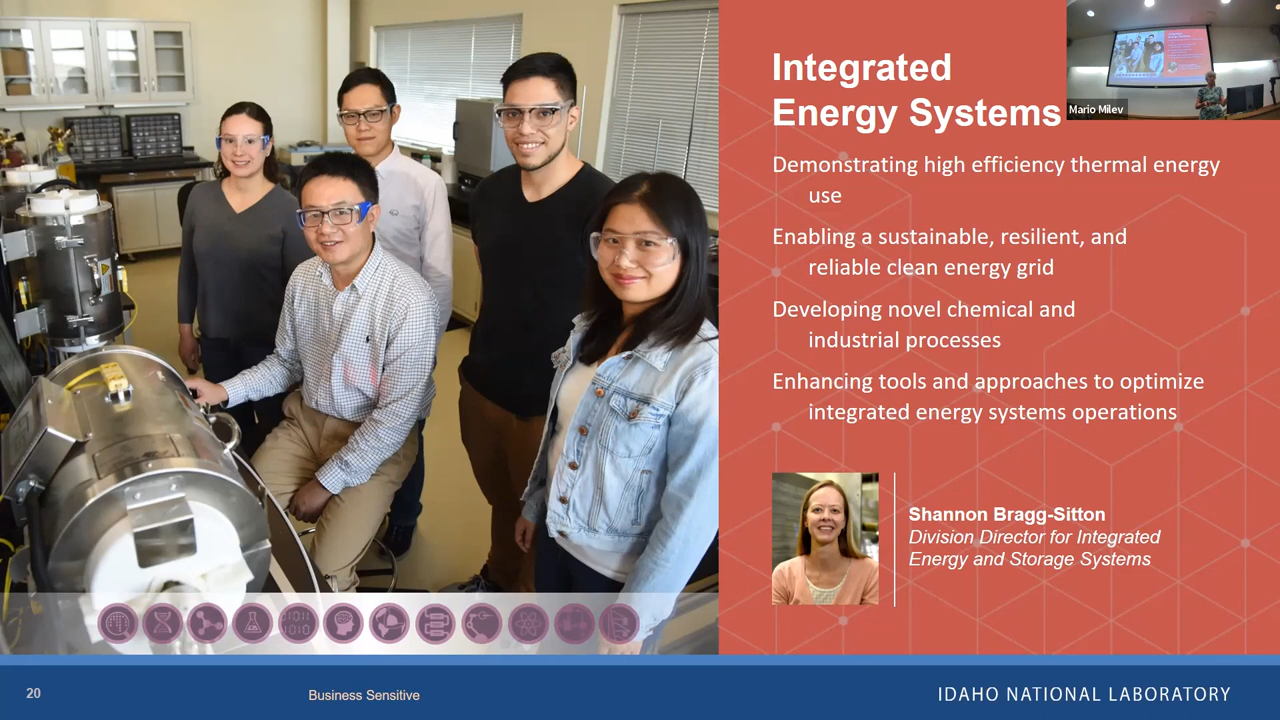 Integrated
Energy Systems
Mario Milev
Demonstrating high efficiency thermal energy
use
Enabling a sustainable, resilient, and
reliable clean energy grid
Developing novel chemical and
industrial processes
Enhancing tools and approaches to optimize
integrated energy systems operations
Shannon Bragg-Sitton
Division Director for Integrated
Energy and Storage Systems
20
Business Sensitive
IDAHO NATIONAL LABORATORY